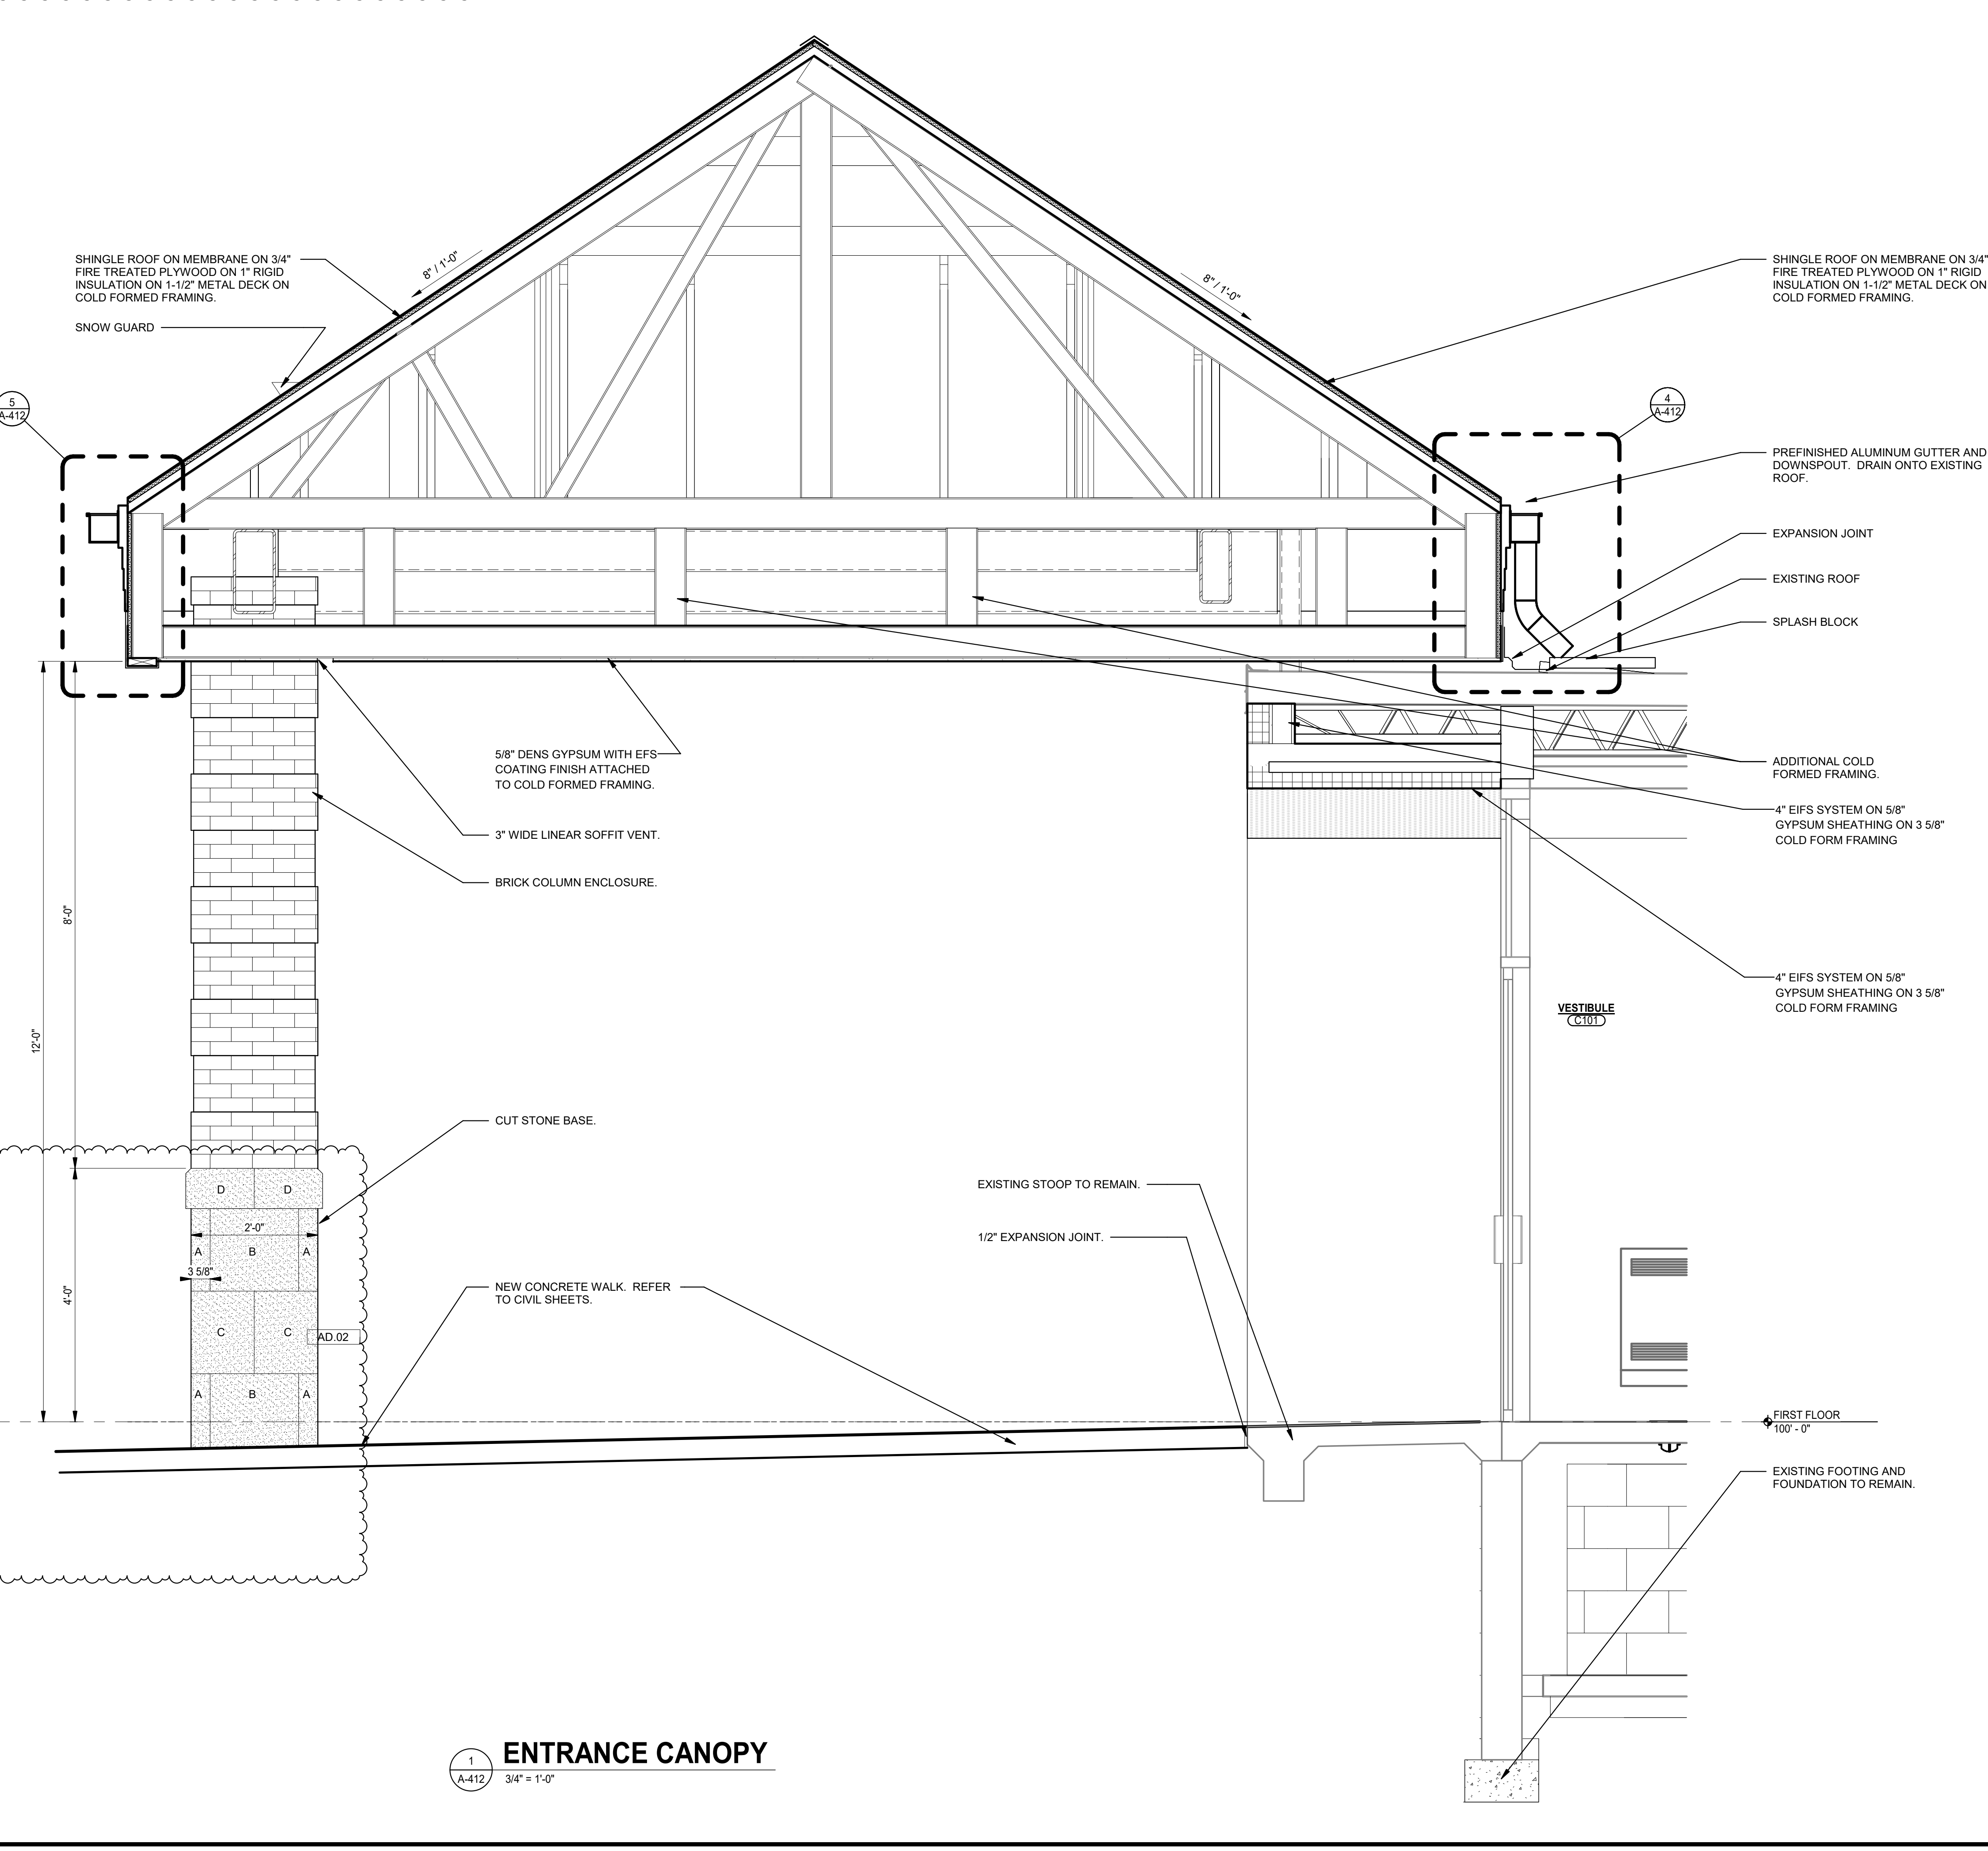 8" / 1'-0"
8" / 1'-0"
SHINGLE ROOF ON MEMBRANE ON 3/4"
FIRE TREATED PLYWOOD ON 1" RIGID
INSULATION ON 1-1/2" METAL DECK ON
COLD FORMED FRAMING.
SNOW GUARD
SHINGLE ROOF ON MEMBRANE ON 3/4"
FIRE TREATED PLYWOOD ON 1" RIGID
INSULATION ON 1-1/2" METAL DECK ON
COLD FORMED FRAMING.
5
A-412
4
A-412
PREFINISHED ALUMINUM GUTTER AND
DOWNSPOUT. DRAIN ONTO EXISTING
ROOF.
EXPANSION JOINT
EXISTING ROOF
SPLASH BLOCK
5/8" DENS GYPSUM WITH EFS
COATING FINISH ATTACHED
TO COLD FORMED FRAMING.
3" WIDE LINEAR SOFFIT VENT.
BRICK COLUMN ENCLOSURE.
ADDITIONAL COLD
FORMED FRAMING.
4" EIFS SYSTEM ON 5/8"
GYPSUM SHEATHING ON 3 5/8"
COLD FORM FRAMING
4" EIFS SYSTEM ON 5/8"
GYPSUM SHEATHING ON 3 5/8"
COLD FORM FRAMING
VESTIBULE
C101
8'-0"
12'-0"
4'-0"
CUT STONE BASE.
D D
2'-0"
A B A
3 5/8"
C C
AD.02
A B A
EXISTING STOOP TO REMAIN.
1/2" EXPANSION JOINT.
NEW CONCRETE WALK. REFER
TO CIVIL SHEETS.
FIRST FLOOR
100' - 0"
EXISTING FOOTING AND
FOUNDATION TO REMAIN.
1
A-412
ENTRANCE CANOPY
3/4" = 1'-0"